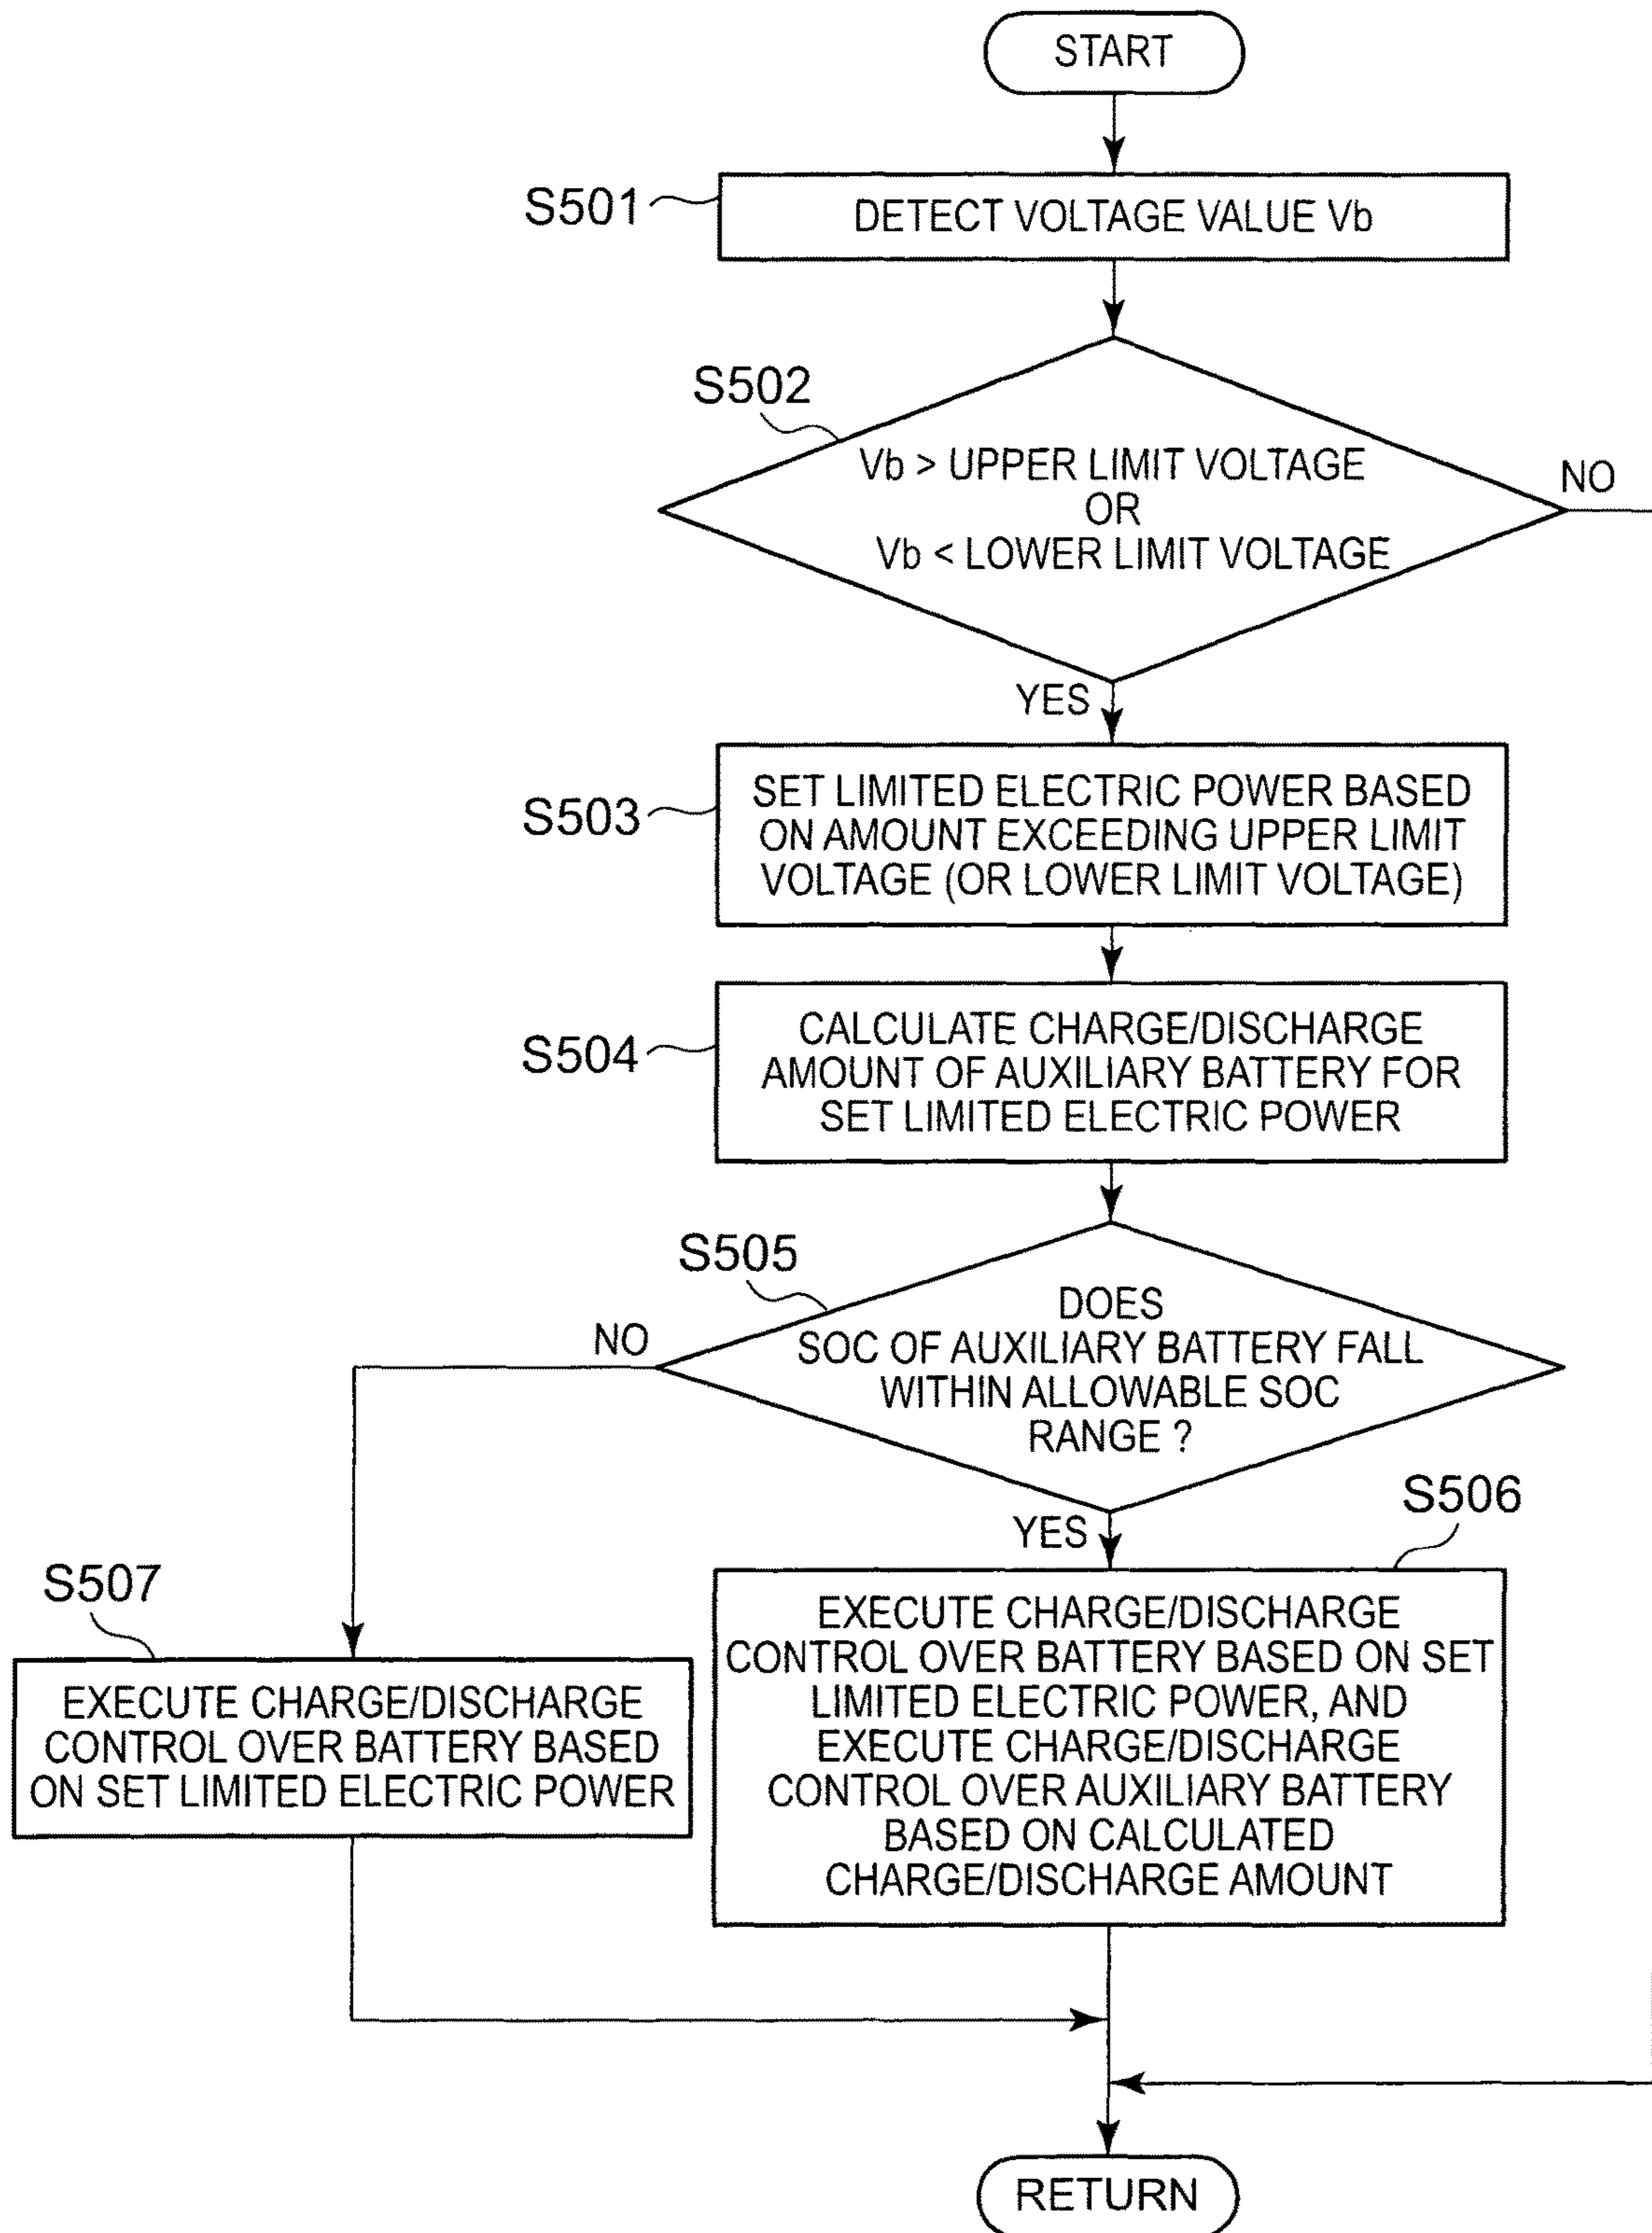 START
S501
DETECT VOLTAGE VALUE Vb
S502
Vb > UPPER LIMIT VOLTAGE
OR
Vb < LOWER LIMIT VOLTAGE
NO
YES
S503
SET LIMITED ELECTRIC POWER BASED
ON AMOUNT EXCEEDING UPPER LIMIT
VOLTAGE (OR LOWER LIMIT VOLTAGE)
S504
CALCULATE CHARGE/DISCHARGE
AMOUNT OF AUXILIARY BATTERY FOR
SET LIMITED ELECTRIC POWER
S505
DOES
SOC OF AUXILIARY BATTERY FALL
WITHIN ALLOWABLE SOC
RANGE ?
NO
YES
S506
EXECUTE CHARGE/DISCHARGE
CONTROL OVER BATTERY BASED ON SET
LIMITED ELECTRIC POWER, AND
EXECUTE CHARGE/DISCHARGE
CONTROL OVER AUXILIARY BATTERY
BASED ON CALCULATED
CHARGE/DISCHARGE AMOUNT
S507
EXECUTE CHARGE/DISCHARGE
CONTROL OVER BATTERY BASED
ON SET LIMITED ELECTRIC POWER
RETURN